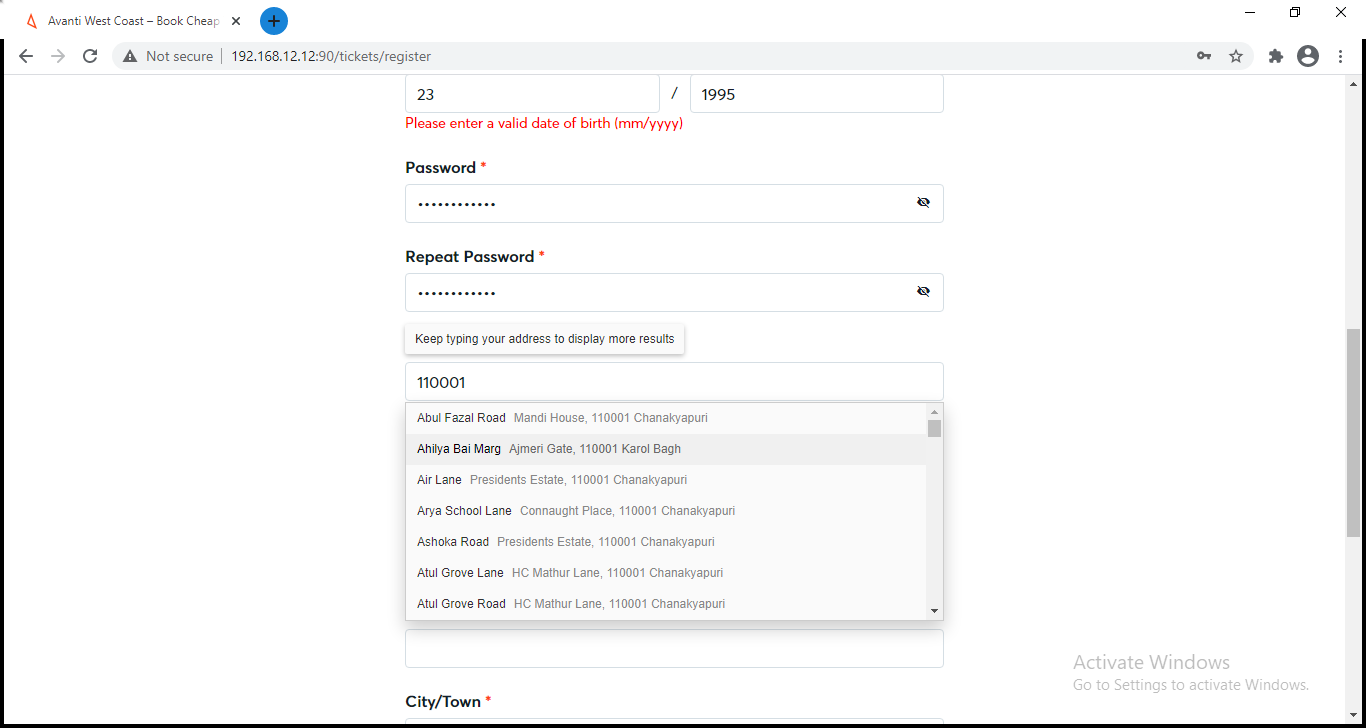 Avanti West Coast – Book Cheap
Not secure 192.168.12.12:90/tickets/register
23 / 1995
Please enter a valid date of birth (mm/yyyy)
Password *
••••••••••••
Repeat Password *
••••••••••••
Keep typing your address to display more results
110001
Abul Fazal Road Mandi House, 110001 Chanakyapuri
Ahilya Bai Marg Ajmeri Gate, 110001 Karol Bagh
Air Lane Presidents Estate, 110001 Chanakyapuri
Arya School Lane Connaught Place, 110001 Chanakyapuri
Ashoka Road Presidents Estate, 110001 Chanakyapuri
Atul Grove Lane HC Mathur Lane, 110001 Chanakyapuri
Atul Grove Road HC Mathur Lane, 110001 Chanakyapuri
City/Town *
Activate Windows
Go to Settings to activate Windows.